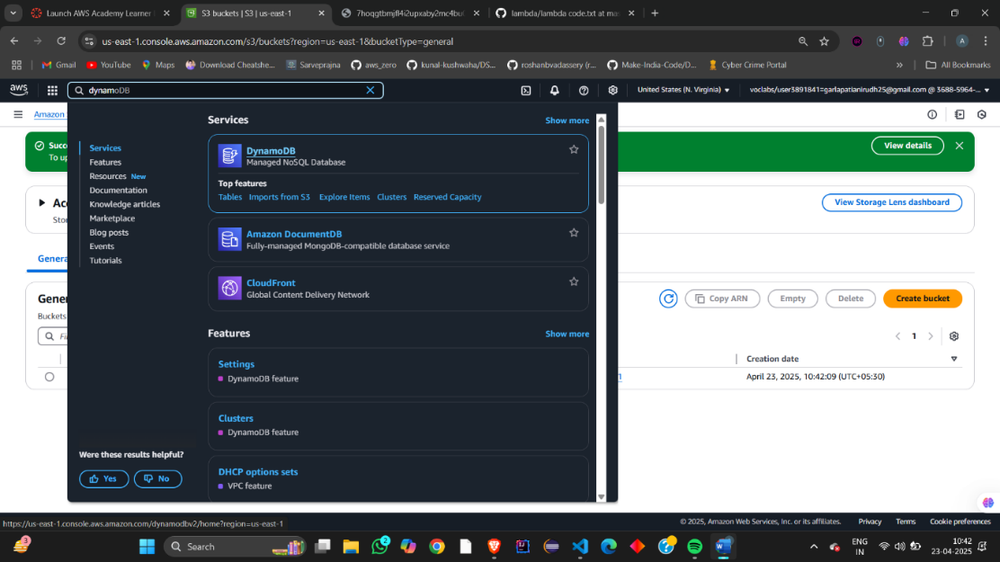 Launch AWS Academy Learner
S3 buckets | S3 | us-east-1
7hoqgtbmjfl4i2upxaby2mc4bul
lambda/lambda code.txt at mas
us-east-1.console.aws.amazon.com/s3/buckets?region=us-east-1&bucketType=general
A
Gmail
YouTube
Maps
Download Cheatshe...
Sarveprajna
aws_zero
kunal-kushwaha/DS...
roshanbvadassery (r...
Make-India-Code/D...
Cyber Crime Portal
All Bookmarks
aws
dynamoDB
United States (N. Virginia)
voclabs/user3891841=garlapatianirudh25@gmail.com @ 3688-5964-...
Amazon
Services
Show more
Services
Features
Resources New
Documentation
Knowledge articles
Marketplace
Blog posts
Events
Tutorials
DynamoDB
Managed NoSQL Database
Top features
Tables Imports from S3 Explore Items Clusters Reserved Capacity
Amazon DocumentDB
Fully-managed MongoDB-compatible database service
CloudFront
Global Content Delivery Network
Features
Show more
Settings
DynamoDB feature
Clusters
DynamoDB feature
DHCP options sets
VPC feature
Were these results helpful?
Yes
No
Succe
To up
View details
Acc
Stor
View Storage Lens dashboard
Genera
Gener
Buckets
Copy ARN
Empty
Delete
Create bucket
Fi
1
Creation date
1
April 23, 2025, 10:42:09 (UTC+05:30)
https://us-east-1.console.aws.amazon.com/dynamodbv2/home?region=us-east-1
© 2025, Amazon Web Services, Inc. or its affiliates.
Privacy
Terms
Cookie preferences
3
Search
2
ENG
IN
10:42
23-04-2025